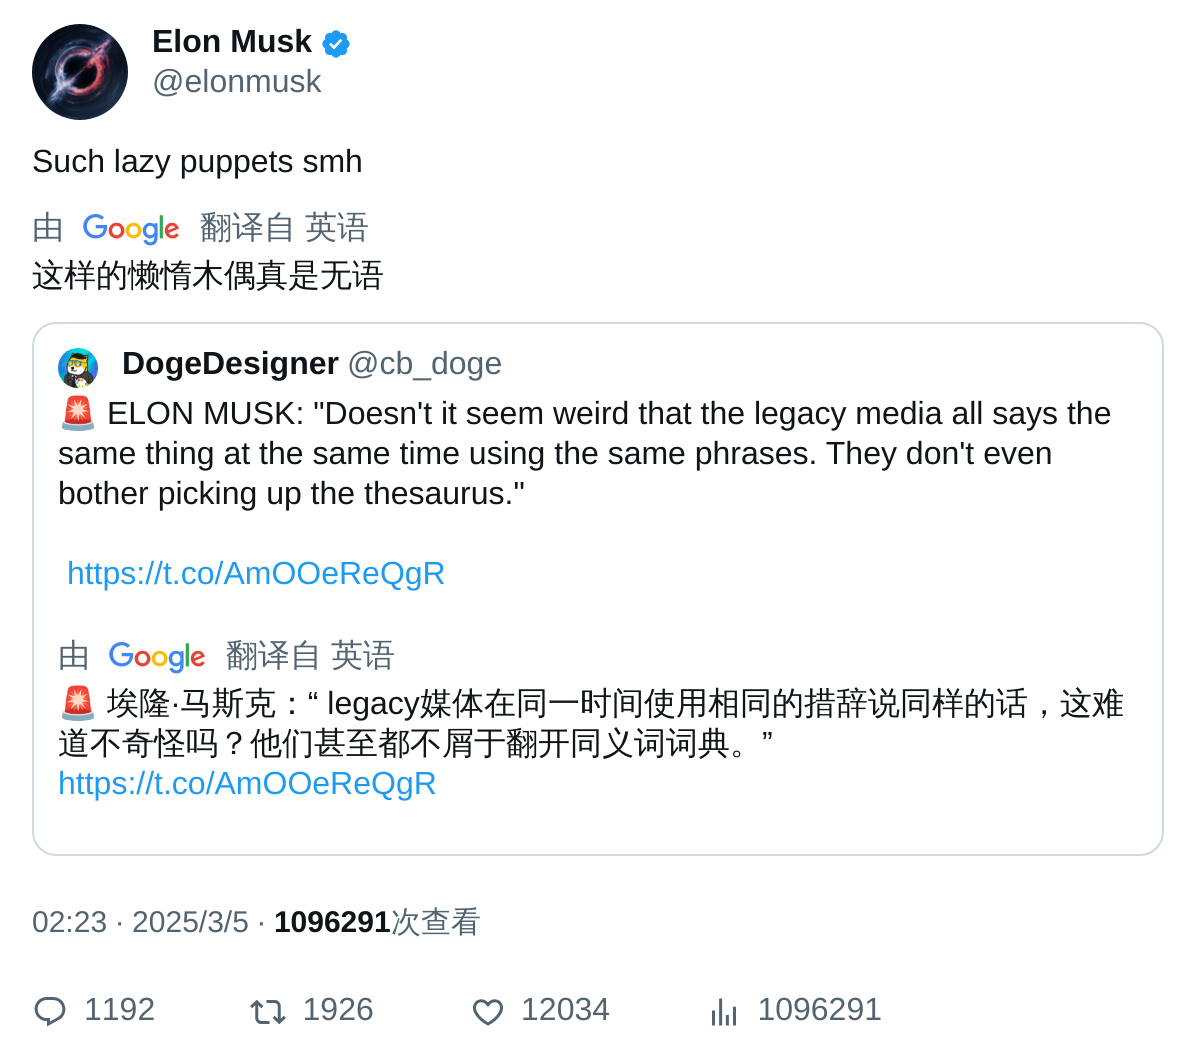 Elon Musk
@elonmusk
Such lazy puppets smh
由 Google 翻译自 英语
这样的懒惰木偶真是无语
DogeDesigner @cb_doge
🚨 ELON MUSK: "Doesn't it seem weird that the legacy media all says the
same thing at the same time using the same phrases. They don't even
bother picking up the thesaurus."
https://t.co/AmOOeReQgR
由 Google 翻译自 英语
🚨 埃隆·马斯克：“ legacy媒体在同一时间使用相同的措辞说同样的话，这难
道不奇怪吗？他们甚至都不屑于翻开同义词词典。”
https://t.co/AmOOeReQgR
02:23 · 2025/3/5 · 1096291次查看
1192 1926 12034 1096291